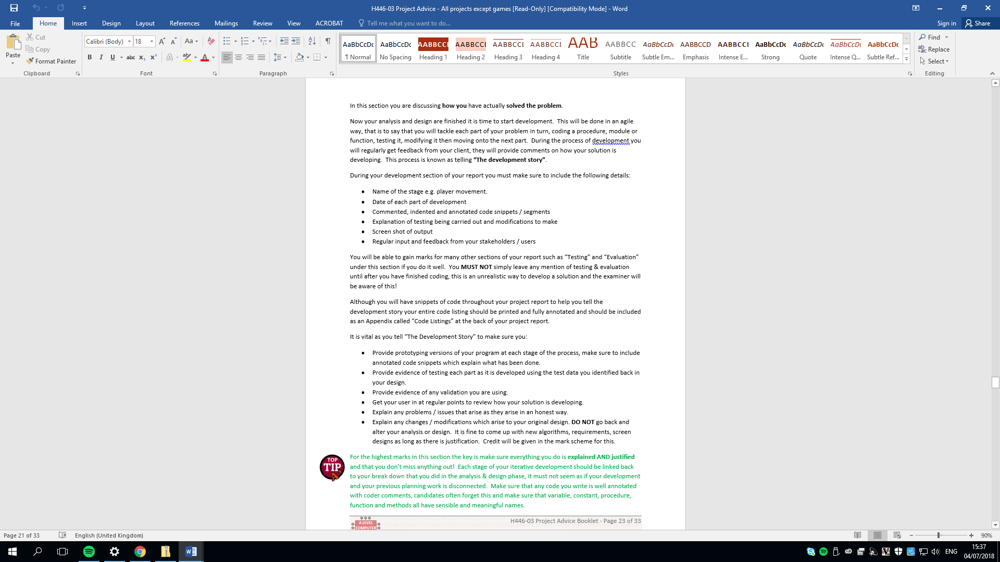 H446-03 Project Advice - All projects except games [Read-Only] [Compatibility Mode] - Word
File Home Insert Design Layout References Mailings Review View ACROBAT Tell me what you want to do... Sign in Share
Paste
Cut
Copy
Format Painter
Clipboard
Calibri (Body) 18
Font
Paragraph
AaBbCcDc AaBbCcDc AABBCCI AABBCCD AABBCCI AABBCCI AAB AABBCC AaBbCcDc AABBCCD AABBCCI AaBbCcDc AaBbCcDc AaBbCcDc AaBbCcDc
¶ Normal No Spacing Heading 1 Heading 2 Heading 3 Heading 4 Title Subtitle Subtle Em... Emphasis Intense E... Strong Quote Intense Q... Subtle Ref...
Styles
Find
Replace
Select
Editing
In this section you are discussing how you have actually solved the problem.
Now your analysis and design are finished it is time to start development. This will be done in an agile
way, that is to say that you will tackle each part of your problem in turn, coding a procedure, module or
function, testing it, modifying it then moving onto the next part. During the process of development you
will regularly get feedback from your client, they will provide comments on how your solution is
developing. This process is known as telling “The development story”.
During your development section of your report you must make sure to include the following details:
• Name of the stage e.g. player movement.
• Date of each part of development
• Commented, indented and annotated code snippets / segments
• Explanation of testing being carried out and modifications to make
• Screen shot of output
• Regular input and feedback from your stakeholders / users
You will be able to gain marks for many other sections of your report such as “Testing” and “Evaluation”
under this section if you do it well. You MUST NOT simply leave any mention of testing & evaluation
until after you have finished coding, this is an unrealistic way to develop a solution and the examiner will
be aware of this!
Although you will have snippets of code throughout your project report to help you tell the
development story your entire code listing should be printed and fully annotated and should be included
as an Appendix called “Code Listings” at the back of your project report.
It is vital as you tell “The Development Story” to make sure you:
• Provide prototyping versions of your program at each stage of the process, make sure to include
annotated code snippets which explain what has been done.
• Provide evidence of testing each part as it is developed using the test data you identified back in
your design.
• Provide evidence of any validation you are using.
• Get your user in at regular points to review how your solution is developing.
• Explain any problems / issues that arise as they arise in an honest way.
• Explain any changes / modifications which arise to your original design. DO NOT go back and
alter your analysis or design. It is fine to come up with new algorithms, requirements, screen
designs as long as there is justification. Credit will be given in the mark scheme for this.
TOP
TIP
A*
For the highest marks in this section the key is make sure everything you do is explained AND justified
and that you don’t miss anything out! Each stage of your iterative development should be linked back
to your break down that you did in the analysis & design phase, it must not seem as if your development
and your previous planning work is disconnected. Make sure that any code you write is well annotated
with coder comments, candidates often forget this and make sure that variable, constant, procedure,
function and methods all have sensible and meaningful names.
A LEVEL
COMPUTER
H446-03 Project Advice Booklet - Page 23 of 33
Page 21 of 33 English (United Kingdom) 90%
ENG
15:37
04/07/2018